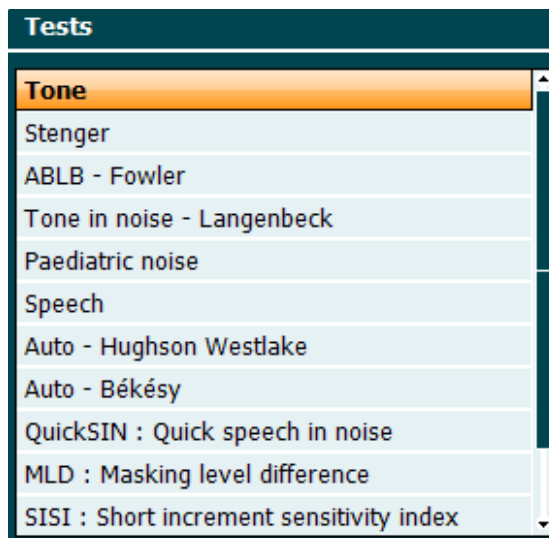 Tests
Tone
Stenger
ABLB - Fowler
Tone in noise - Langenbeck
Paediatric noise
Speech
Auto - Hughson Westlake
Auto - Békésy
QuickSIN : Quick speech in noise
MLD : Masking level difference
SISI : Short increment sensitivity index